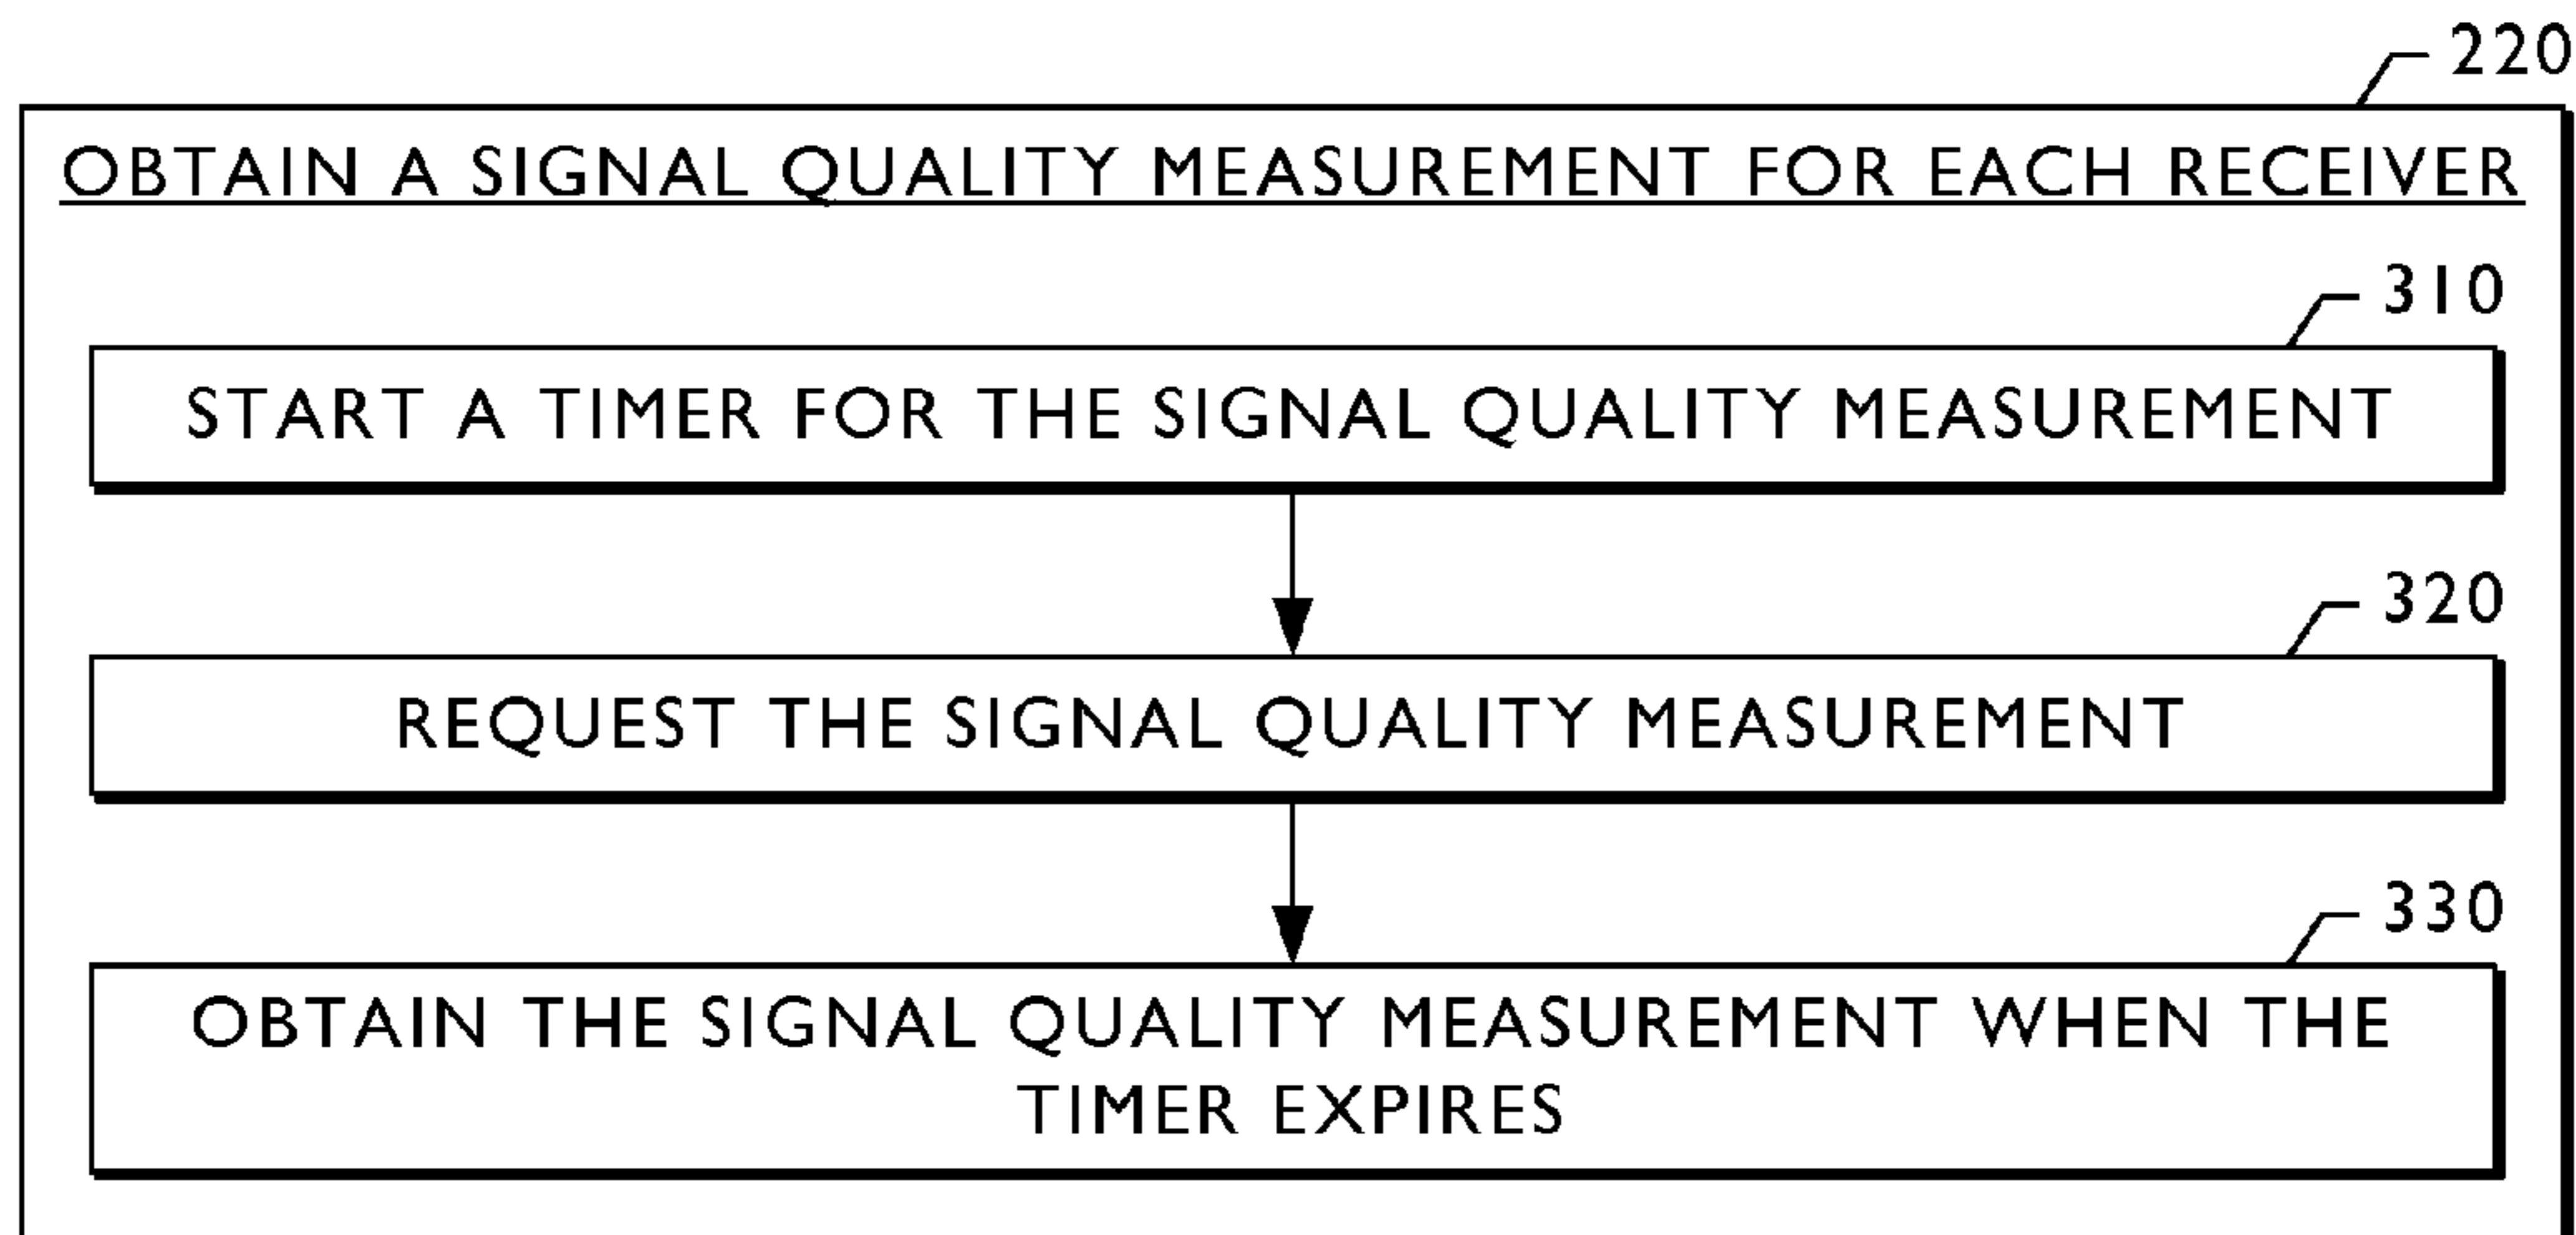 220
OBTAIN A SIGNAL QUALITY MEASUREMENT FOR EACH RECEIVER
310
START A TIMER FOR THE SIGNAL QUALITY MEASUREMENT
320
REQUEST THE SIGNAL QUALITY MEASUREMENT
330
OBTAIN THE SIGNAL QUALITY MEASUREMENT WHEN THE
TIMER EXPIRES